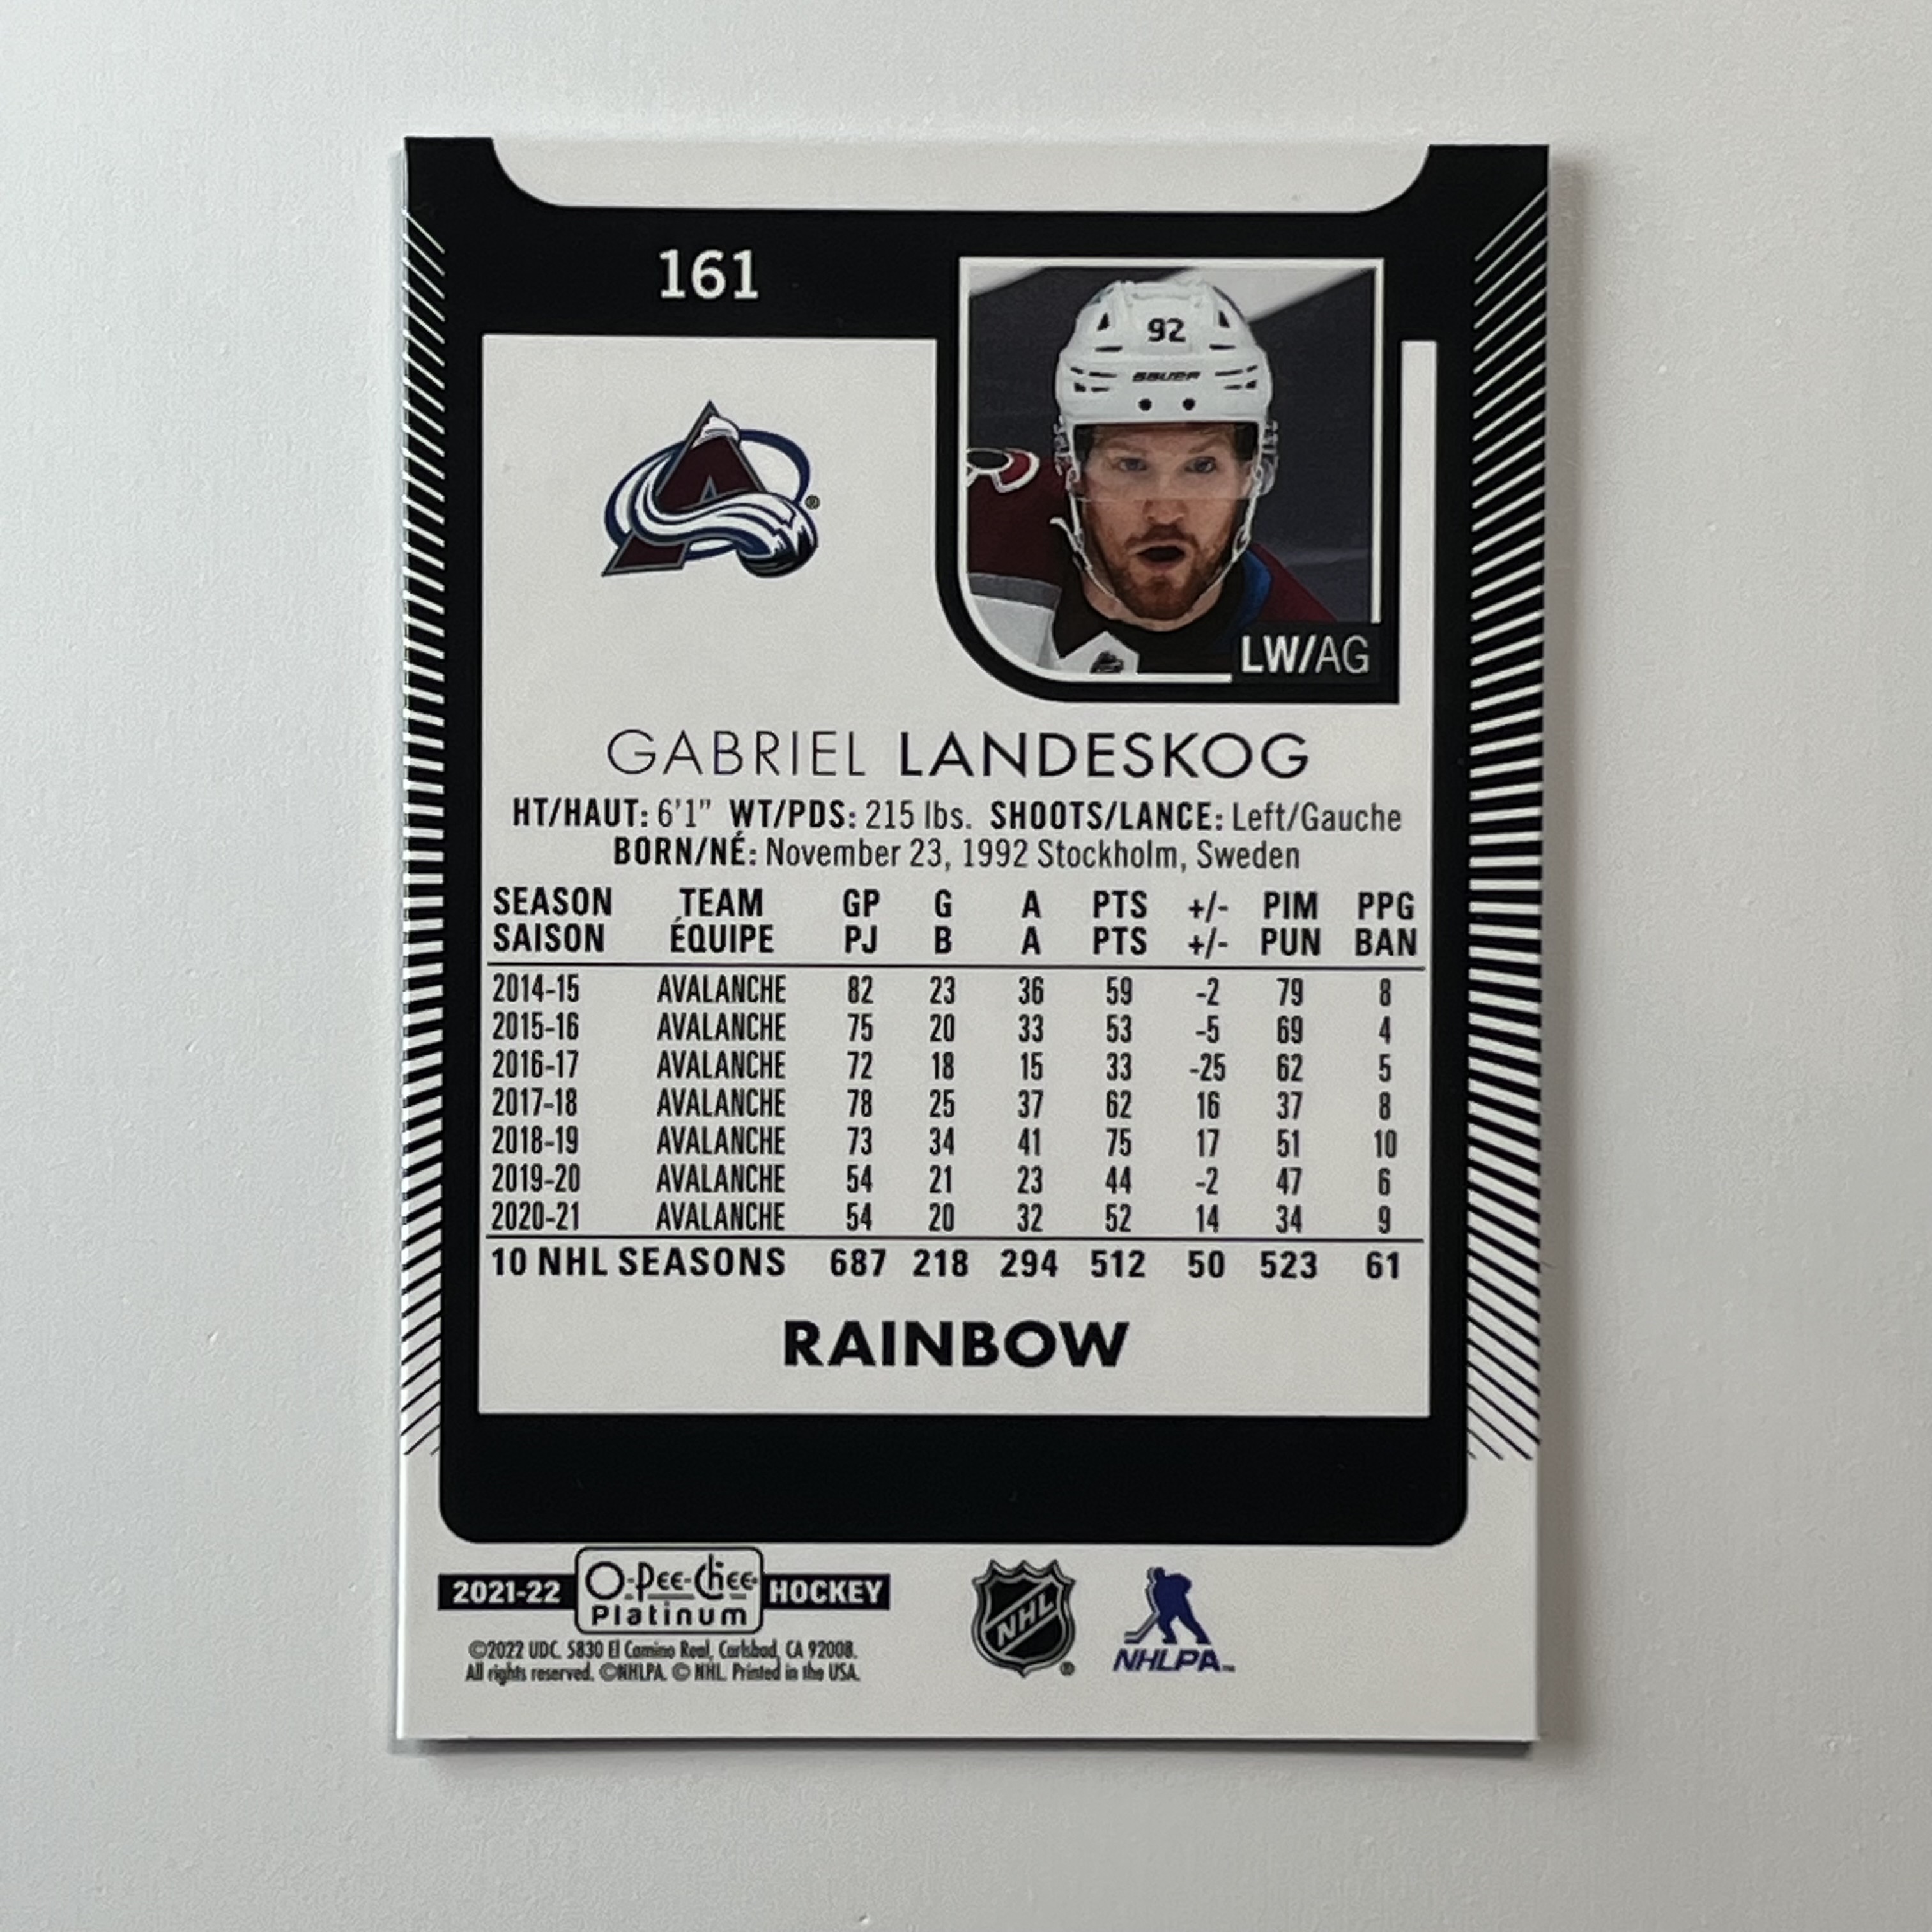 161
92
BAUER
LW/AG
GABRIEL LANDESKOG
HT/HAUT: 6'1" WT/PDS: 215 lbs. SHOOTS/LANCE: Left/Gauche
BORN/NÉ: November 23, 1992 Stockholm, Sweden
SEASON TEAM GP G A PTS +/- PIM PPG
SAISON ÉQUIPE PJ B A PTS +/- PUN BAN
2014-15 AVALANCHE 82 23 36 59 -2 79 8
2015-16 AVALANCHE 75 20 33 53 -5 69 4
2016-17 AVALANCHE 72 18 15 33 -25 62 5
2017-18 AVALANCHE 78 25 37 62 16 37 8
2018-19 AVALANCHE 73 34 41 75 17 51 10
2019-20 AVALANCHE 54 21 23 44 -2 47 6
2020-21 AVALANCHE 54 20 32 52 14 34 9
10 NHL SEASONS 687 218 294 512 50 523 61
RAINBOW
2021-22 O-Pee-Chee Platinum HOCKEY
©2022 UDC. 5830 El Camino Real, Carlsbad, CA 92008.
All rights reserved. ©NHLPA. © NHL. Printed in the USA.
NHL®
NHLPA™